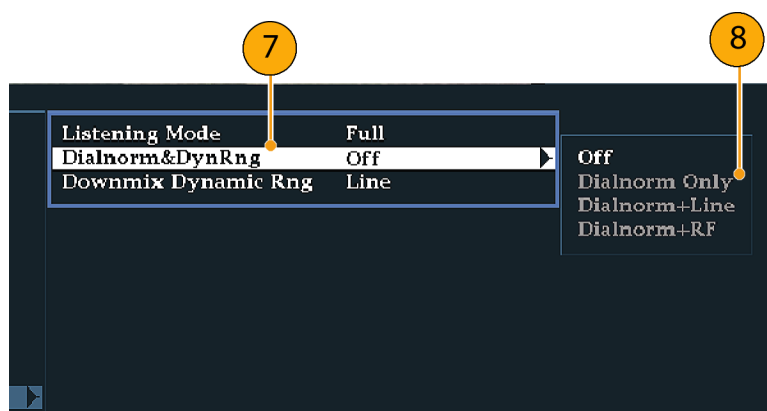 7
8
Listening Mode Full
Dialnorm&DynRng Off
Downmix Dynamic Rng Line
Off
Dialnorm Only
Dialnorm+Line
Dialnorm+RF